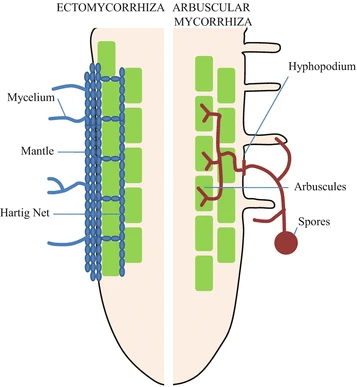 ECTOMYCORRHIZA
ARBUSCULAR
MYCORRHIZA
Hyphopodium
Mycelium
Mantle
Arbuscules
Hartig Net
Spores